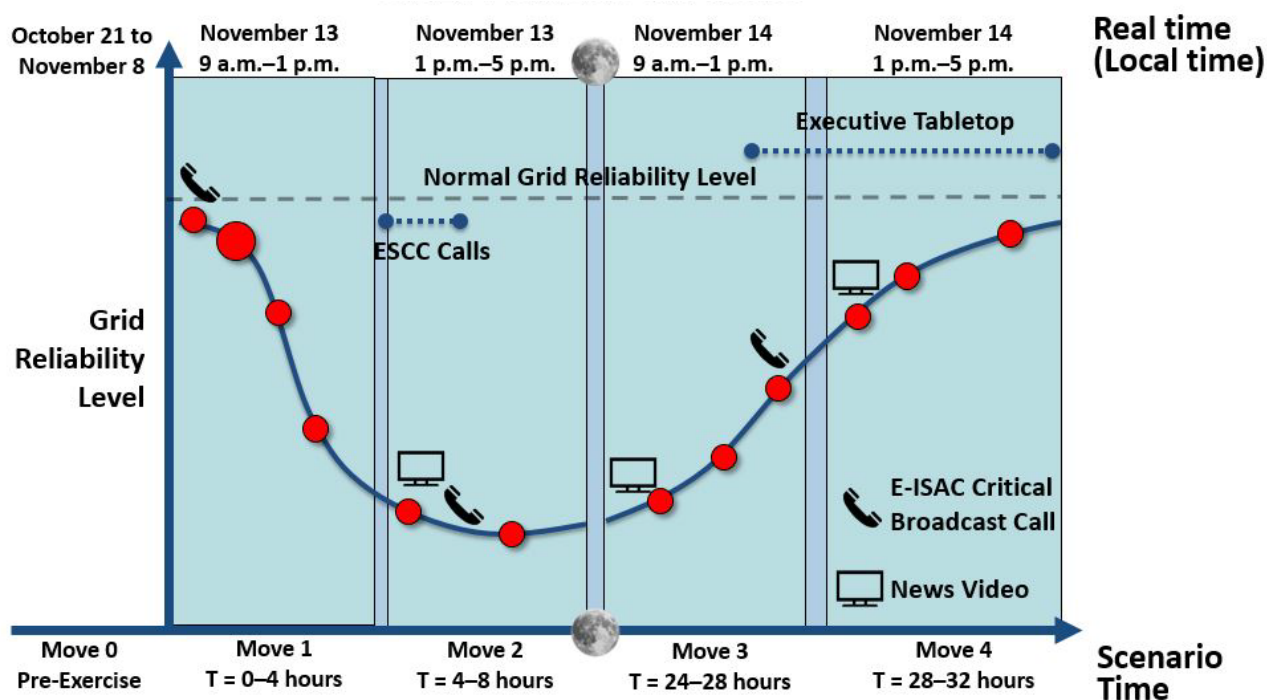 October 21 to
November 8
November 13
9 a.m.–1 p.m.
November 13
1 p.m.–5 p.m.
November 14
9 a.m.–1 p.m.
November 14
1 p.m.–5 p.m.
Real time
(Local time)
Executive Tabletop
Normal Grid Reliability Level
ESCC Calls
Grid
Reliability
Level
E-ISAC Critical
Broadcast Call
News Video
Move 0
Pre-Exercise
Move 1
T = 0–4 hours
Move 2
T = 4–8 hours
Move 3
T = 24–28 hours
Move 4
T = 28–32 hours
Scenario
Time